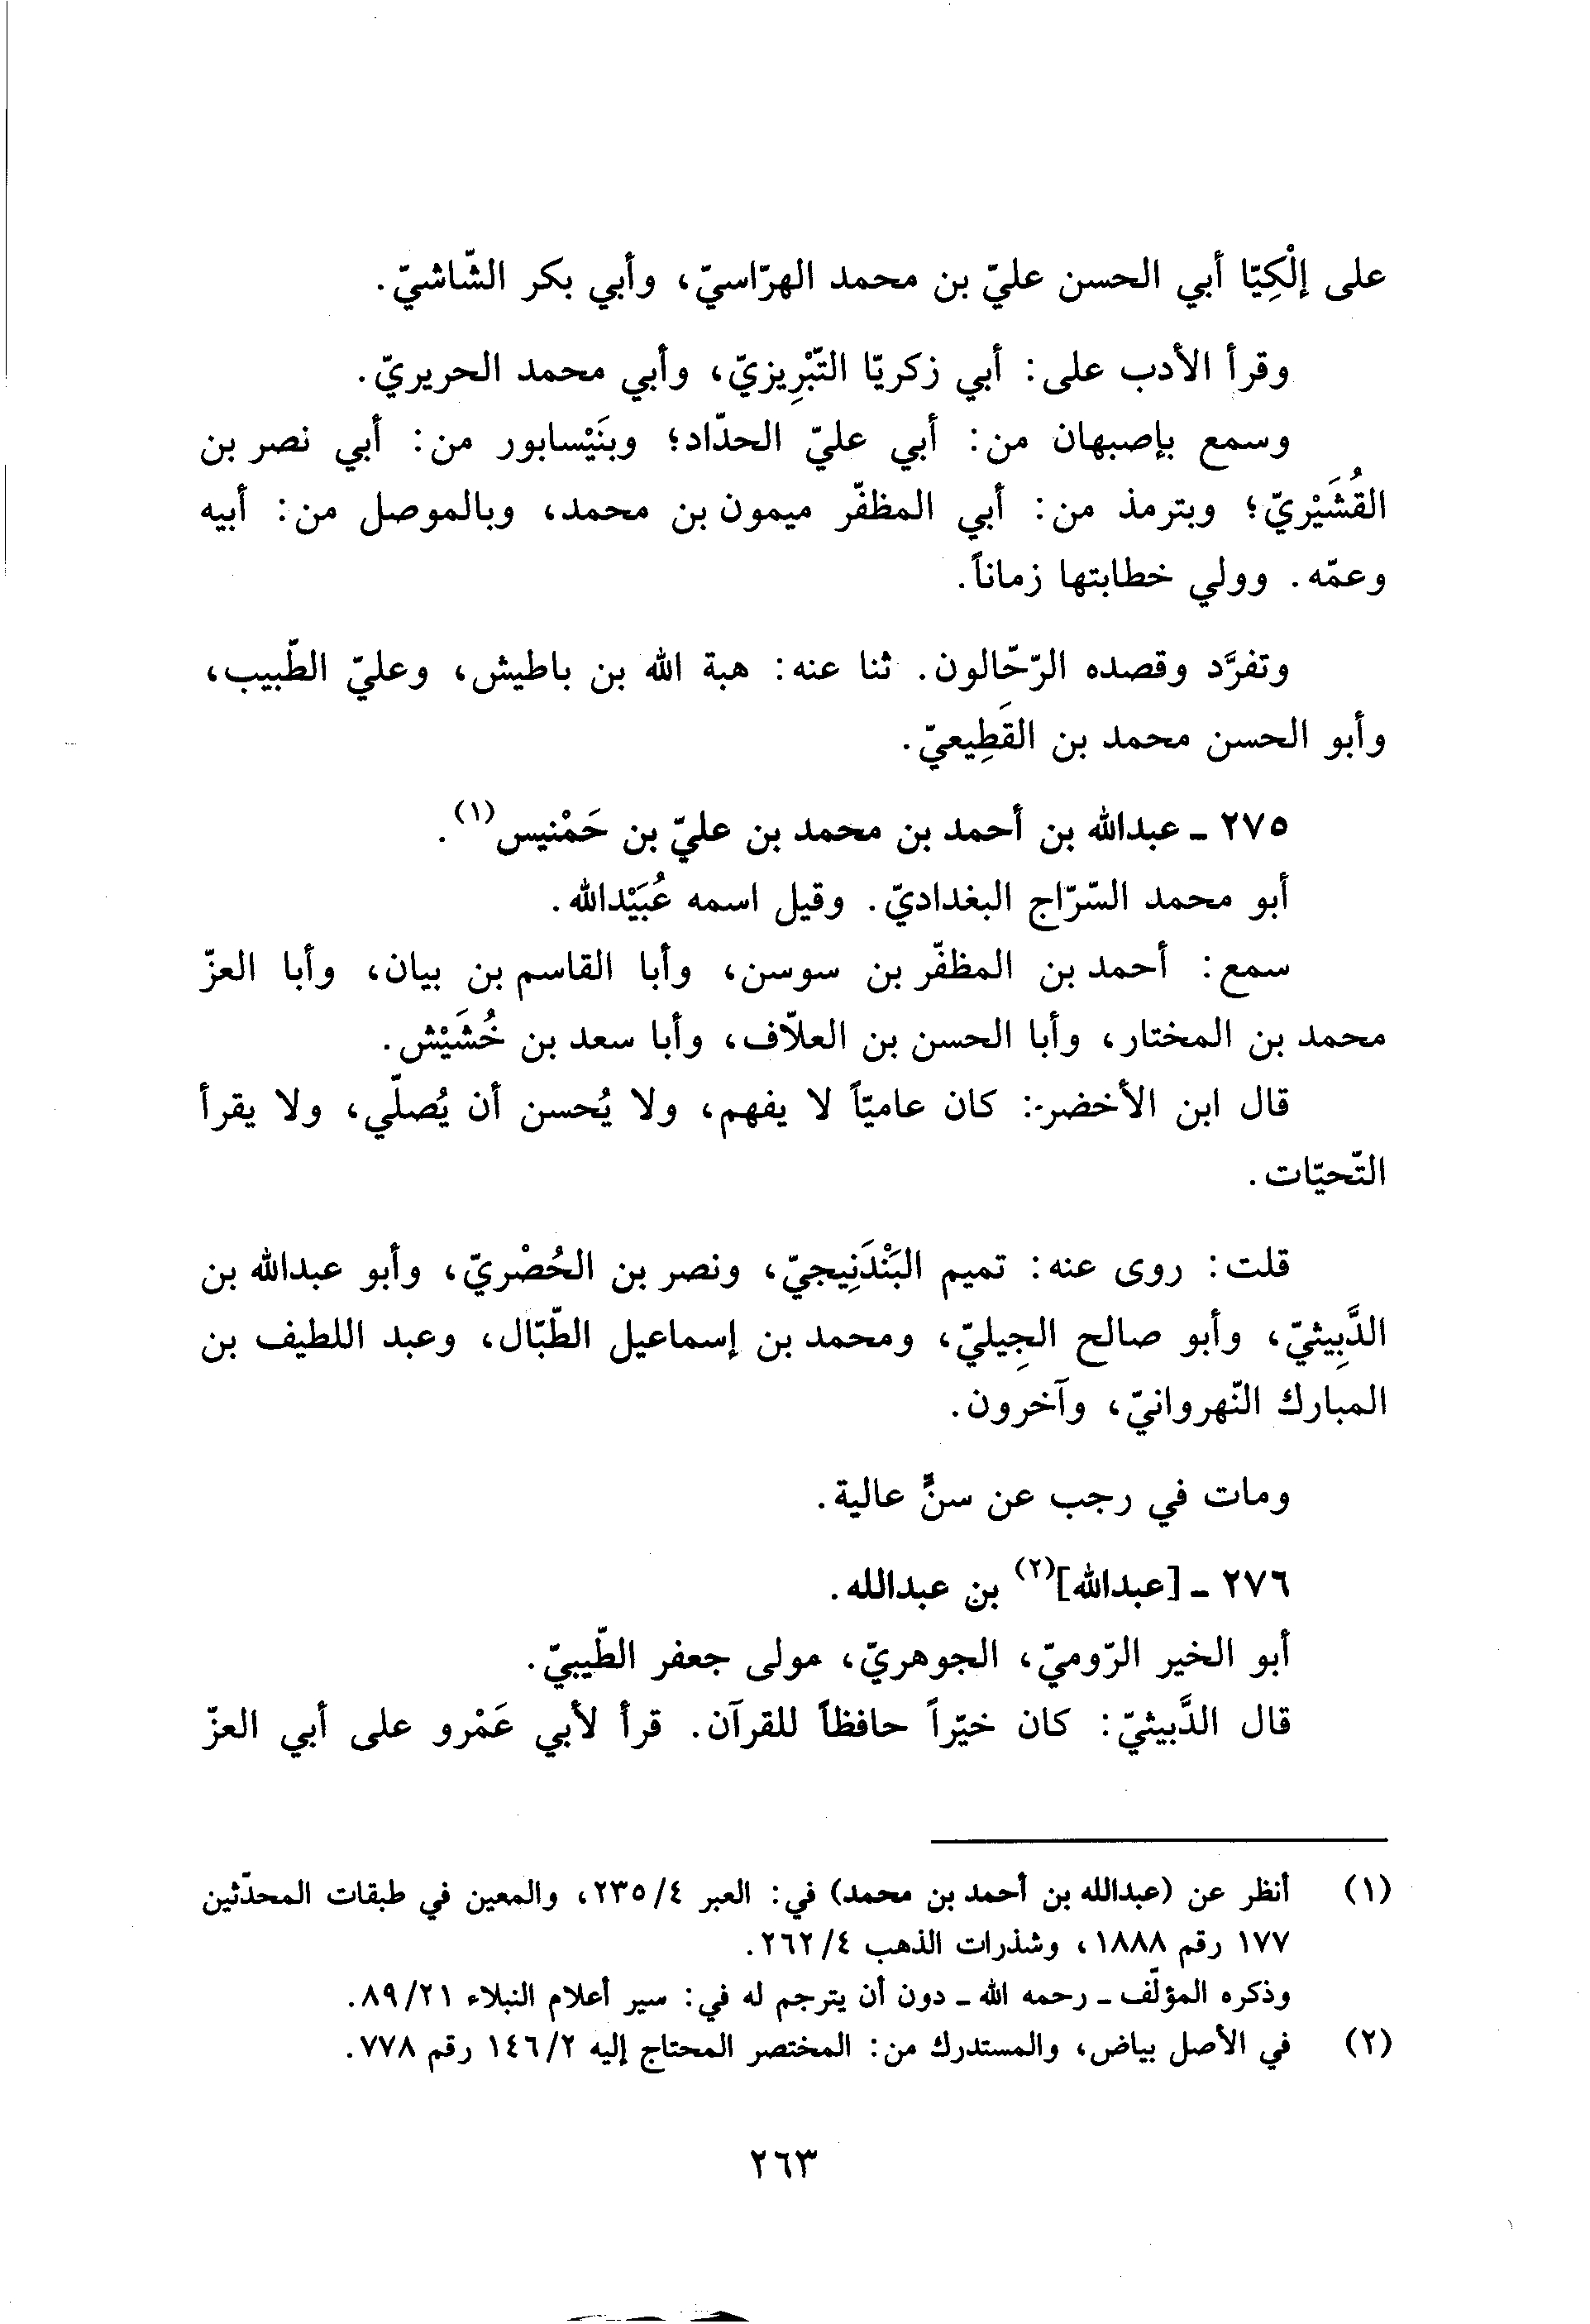 على إلْكِيّا أبي الحسن عليّ بن محمد الهرّاسيّ، وأبي بكر الشّاشيّ.
وقرأ الأدب على: أبي زكريّا التّبْرِيزيّ، وأبي محمد الحريريّ.
وسمع بإصبهان من: أبي عليّ الحدّاد؛ وبنَيْسابور من: أبي نصر بن
القُشَيْريّ؛ وبترمذ من: أبي المظفّر ميمون بن محمد، وبالموصل من: أبيه
وعمّه. وولي خطابتها زماناً.
وتفرَّد وقصده الرّحّالون. ثنا عنه: هبة الله بن باطيش، وعليّ الطّبيب،
وأبو الحسن محمد بن القَطِيعيّ.
٢٧٥ ـ عبدالله بن أحمد بن محمد بن عليّ بن حَمْنيس(١).
أبو محمد السّرّاج البغداديّ. وقيل اسمه عُبَيْدالله.
سمع: أحمد بن المظفّر بن سوسن، وأبا القاسم بن بيان، وأبا العزّ
محمد بن المختار، وأبا الحسن بن العلاّف، وأبا سعد بن خُشَيْش.
قال ابن الأخضر: كان عاميّاً لا يفهم، ولا يُحسن أن يُصلّي، ولا يقرأ
التّحيّات.
قلت: روى عنه: تميم البَنْدَنِيجيّ، ونصر بن الحُصْريّ، وأبو عبدالله بن
الدَّبِيثيّ، وأبو صالح الجِيليّ، ومحمد بن إسماعيل الطّبّال، وعبد اللطيف بن
المبارك النّهروانيّ، وآخرون.
ومات في رجب عن سنٍّ عالية.
٢٧٦ ـ [عبدالله](٢) بن عبدالله.
أبو الخير الرّوميّ، الجوهريّ، مولى جعفر الطّيبيّ.
قال الدَّبيثيّ: كان خيّراً حافظاً للقرآن. قرأ لأبي عَمْرو على أبي العزّ
(١) أنظر عن (عبدالله بن أحمد بن محمد) في: العبر ٢٣٥/٤، والمعين في طبقات المحدّثين
١٧٧ رقم ١٨٨٨، وشذرات الذهب ٢٦٢/٤.
وذكره المؤلّف ـ رحمه الله ـ دون أن يترجم له في: سير أعلام النبلاء ٨٩/٢١.
(٢) في الأصل بياض، والمستدرك من: المختصر المحتاج إليه ١٤٦/٢ رقم ٧٧٨.
٢٦٣